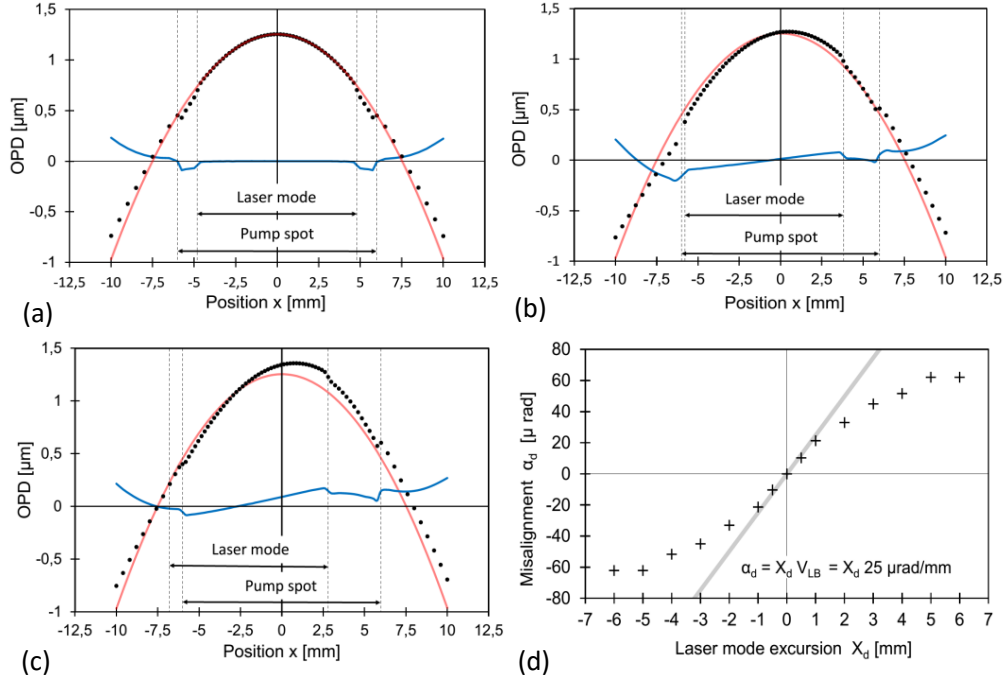 OPD [µm]
1,5
1
0,5
0
-0,5
-1
Laser mode
Pump spot
-12,5 -10 -7,5 -5 -2,5 0 2,5 5 7,5 10 12,5
Position x [mm]
(a)
OPD [µm]
1,5
1
0,5
0
-0,5
-1
Laser mode
Pump spot
-12,5 -10 -7,5 -5 -2,5 0 2,5 5 7,5 10 12,5
Position x [mm]
(b)
OPD [µm]
1,5
1
0,5
0
-0,5
-1
Laser mode
Pump spot
-12,5 -10 -7,5 -5 -2,5 0 2,5 5 7,5 10 12,5
Position x [mm]
(c)
Misalignment α_d [µ rad]
80
60
40
20
0
-20
-40
-60
-80
α_d = X_d V_LB = X_d 25 µrad/mm
-7 -6 -5 -4 -3 -2 -1 0 1 2 3 4 5 6 7
Laser mode excursion X_d [mm]
(d)